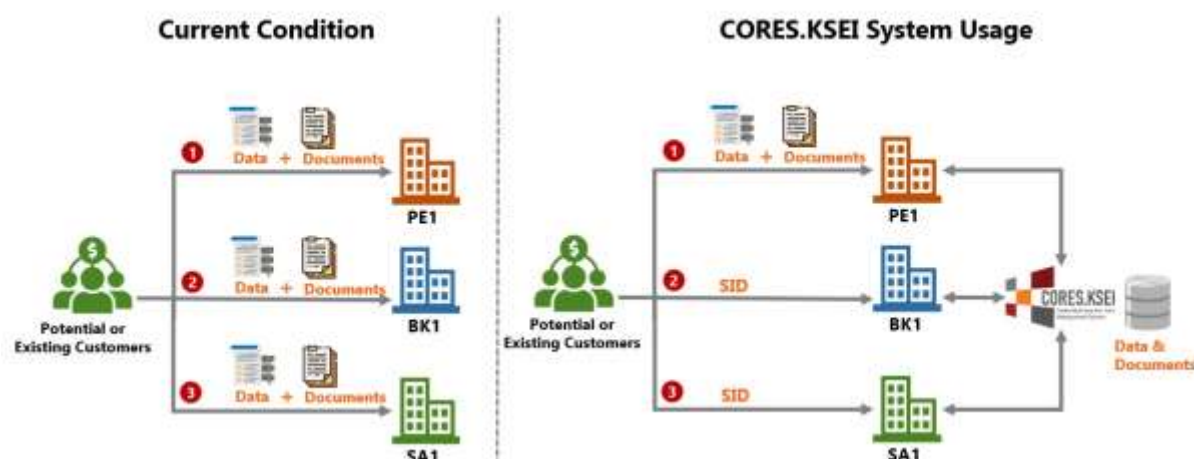 Current Condition
1
Data + Documents
PE1
2
Data + Documents
BK1
3
Data + Documents
SA1
Potential or
Existing Customers
CORES.KSEI System Usage
1
Data + Documents
PE1
2
SID
BK1
3
SID
SA1
Potential or
Existing Customers
CORES.KSEI
Data &
Documents